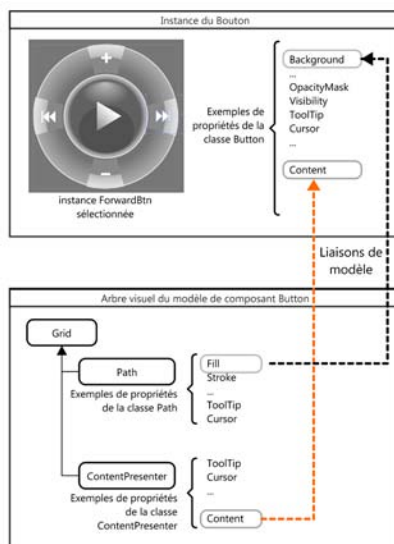 Instance du Bouton
Background
...
OpacityMask
Visibility
ToolTip
Cursor
...
Content
Exemples de
propriétés de la
classe Button
instance ForwardBtn
sélectionnée
Liaisons de
modèle
Arbre visuel du modèle de composant Button
Grid
Path
Exemples de propriétés
de la classe Path
Fill
Stroke
...
ToolTip
Cursor
ContentPresenter
Exemples de propriétés
de la classe
ContentPresenter
ToolTip
Cursor
...
Content